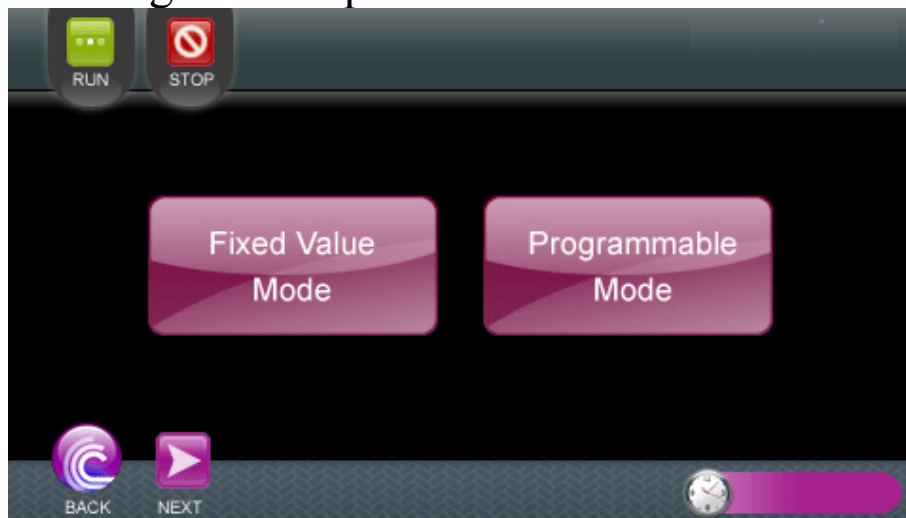 RUN STOP
Fixed Value
Mode
Programmable
Mode
BACK NEXT